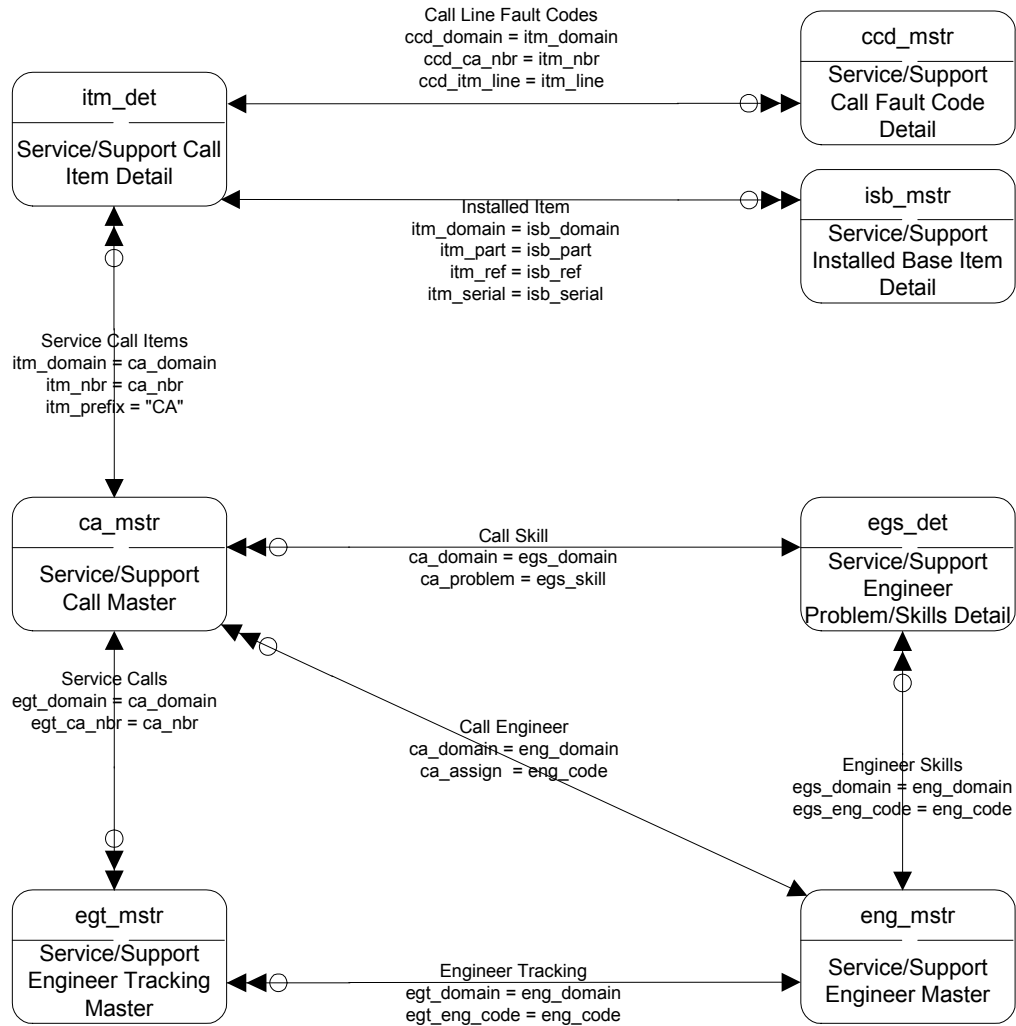 Call Line Fault Codes
ccd_domain = itm_domain
ccd_ca_nbr = itm_nbr
ccd_itm_line = itm_line
ccd_mstr
Service/Support
Call Fault Code
Detail
itm_det
Service/Support Call
Item Detail
Installed Item
itm_domain = isb_domain
itm_part = isb_part
itm_ref = isb_ref
itm_serial = isb_serial
isb_mstr
Service/Support
Installed Base Item
Detail
Service Call Items
itm_domain = ca_domain
itm_nbr = ca_nbr
itm_prefix = "CA"
ca_mstr
Service/Support
Call Master
Call Skill
ca_domain = egs_domain
ca_problem = egs_skill
egs_det
Service/Support
Engineer
Problem/Skills Detail
Service Calls
egt_domain = ca_domain
egt_ca_nbr = ca_nbr
Call Engineer
ca_domain = eng_domain
ca_assign = eng_code
Engineer Skills
egs_domain = eng_domain
egs_eng_code = eng_code
egt_mstr
Service/Support
Engineer Tracking
Master
Engineer Tracking
egt_domain = eng_domain
egt_eng_code = eng_code
eng_mstr
Service/Support
Engineer Master